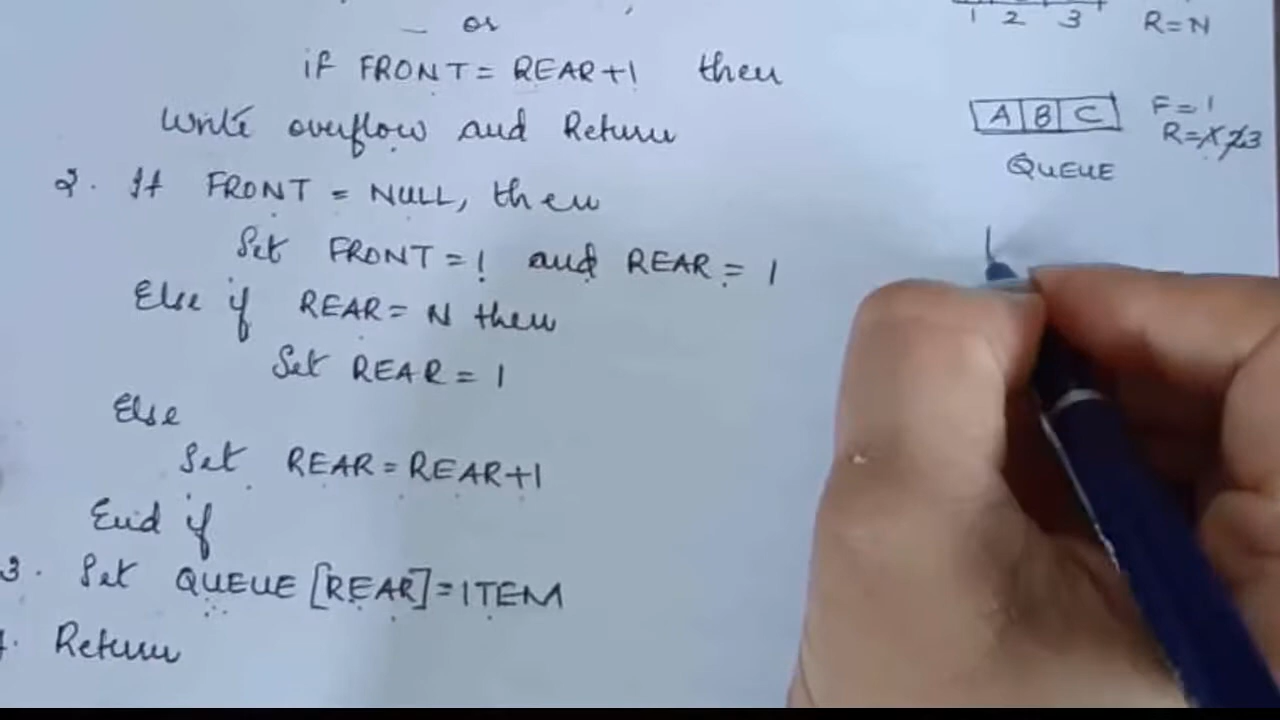 or
if FRONT = REAR+1 then
Write overflow and Return
2. If FRONT = NULL, then
Set FRONT = 1 and REAR = 1
Else if REAR = N then
Set REAR = 1
Else
Set REAR = REAR+1
End if
3. Set QUEUE [REAR] = ITEM
Return
1 2 3 R=N
A B C F=1
R=1 2 3
QUEUE